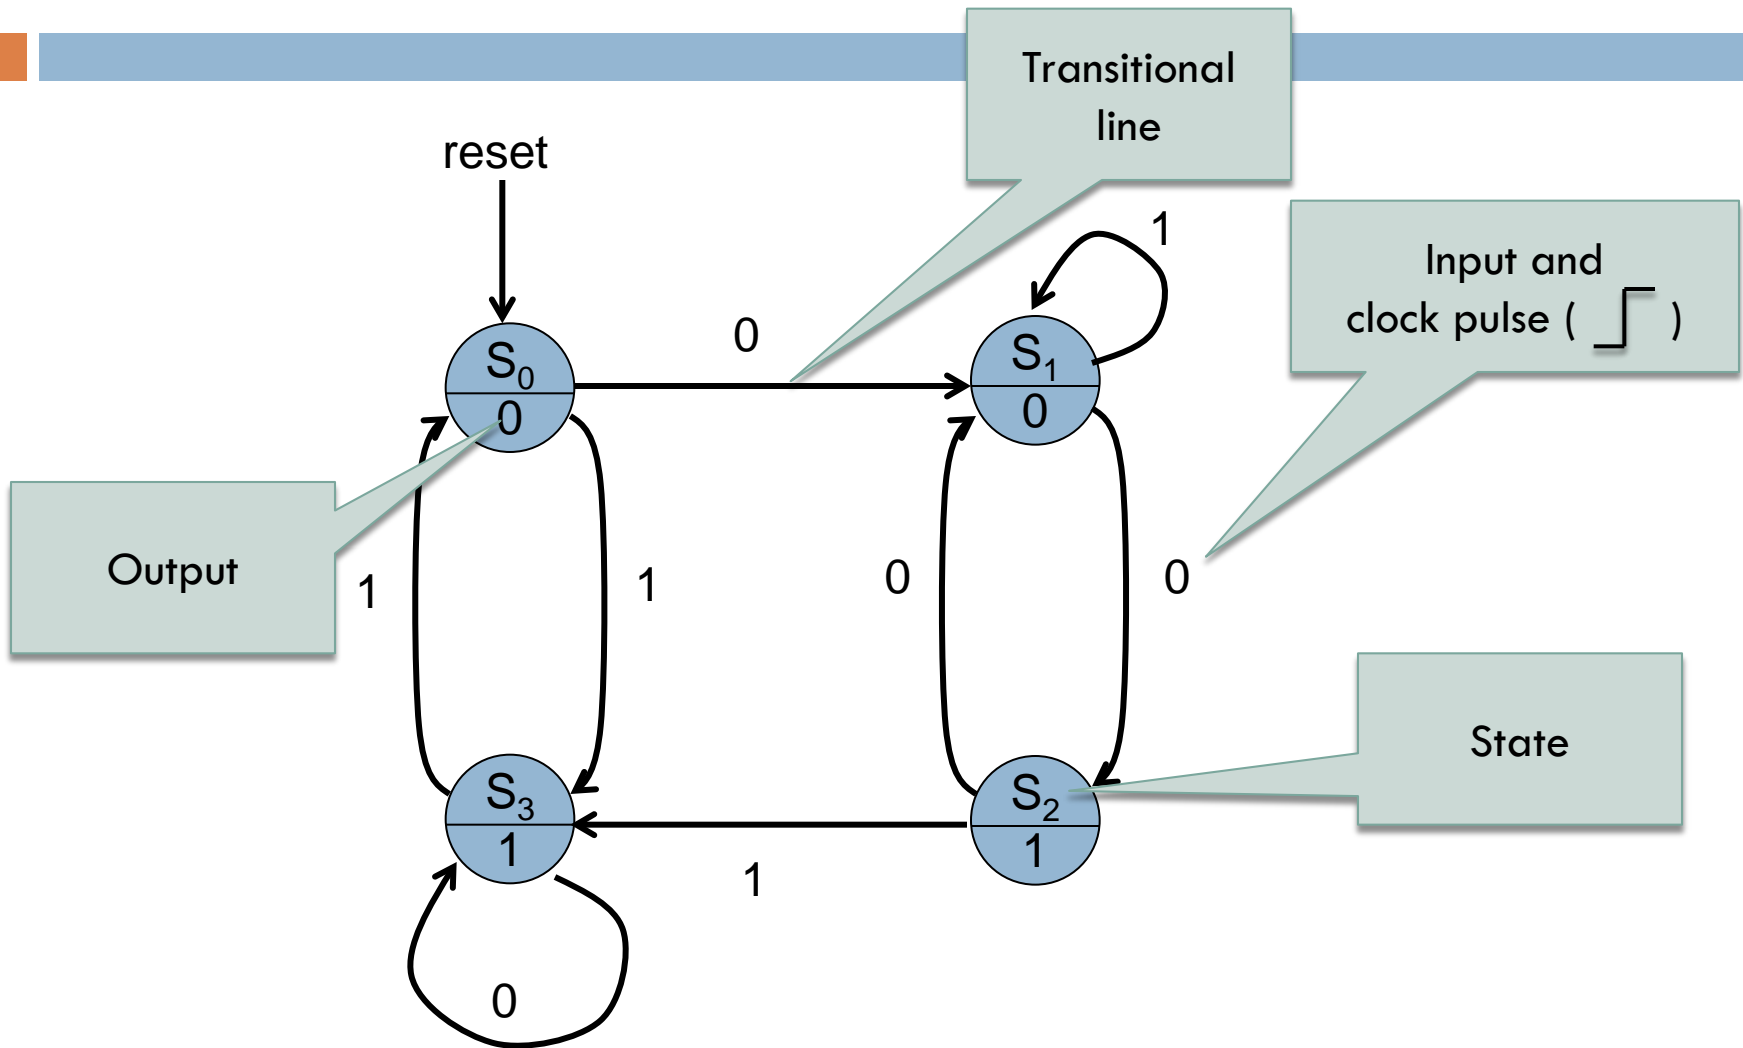 Transitional
line
reset
1
Input and
clock pulse ( )
0
S0
0
S1
0
Output
1
1
0
0
State
S3
1
S2
1
1
0